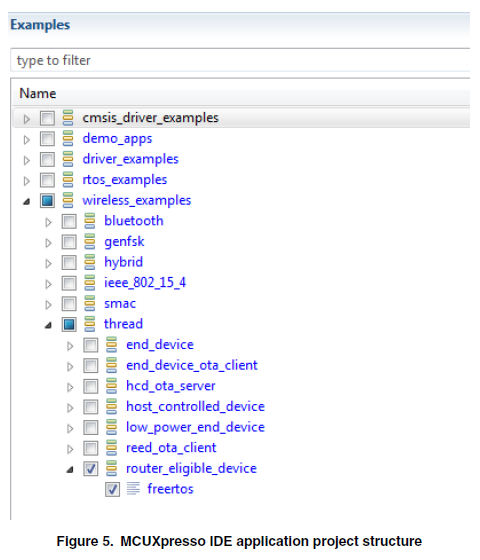 Examples
type to filter
Name
cmsis_driver_examples
demo_apps
driver_examples
rtos_examples
wireless_examples
bluetooth
genfsk
hybrid
ieee_802_15_4
smac
thread
end_device
end_device_ota_client
hcd_ota_server
host_controlled_device
low_power_end_device
reed_ota_client
router_eligible_device
freertos
Figure 5. MCUXpresso IDE application project structure